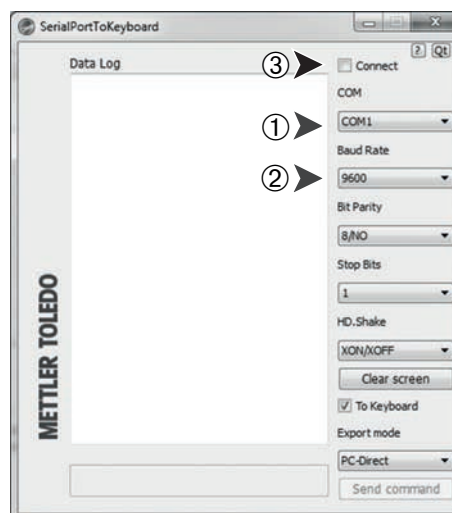 SerialPortToKeyboard
? Qt
Data Log
③ Connect
COM
① COM1
Baud Rate
② 9600
Bit Parity
8/NO
Stop Bits
1
HD.Shake
XON/XOFF
Clear screen
To Keyboard
Export mode
PC-Direct
Send command
METTLER TOLEDO